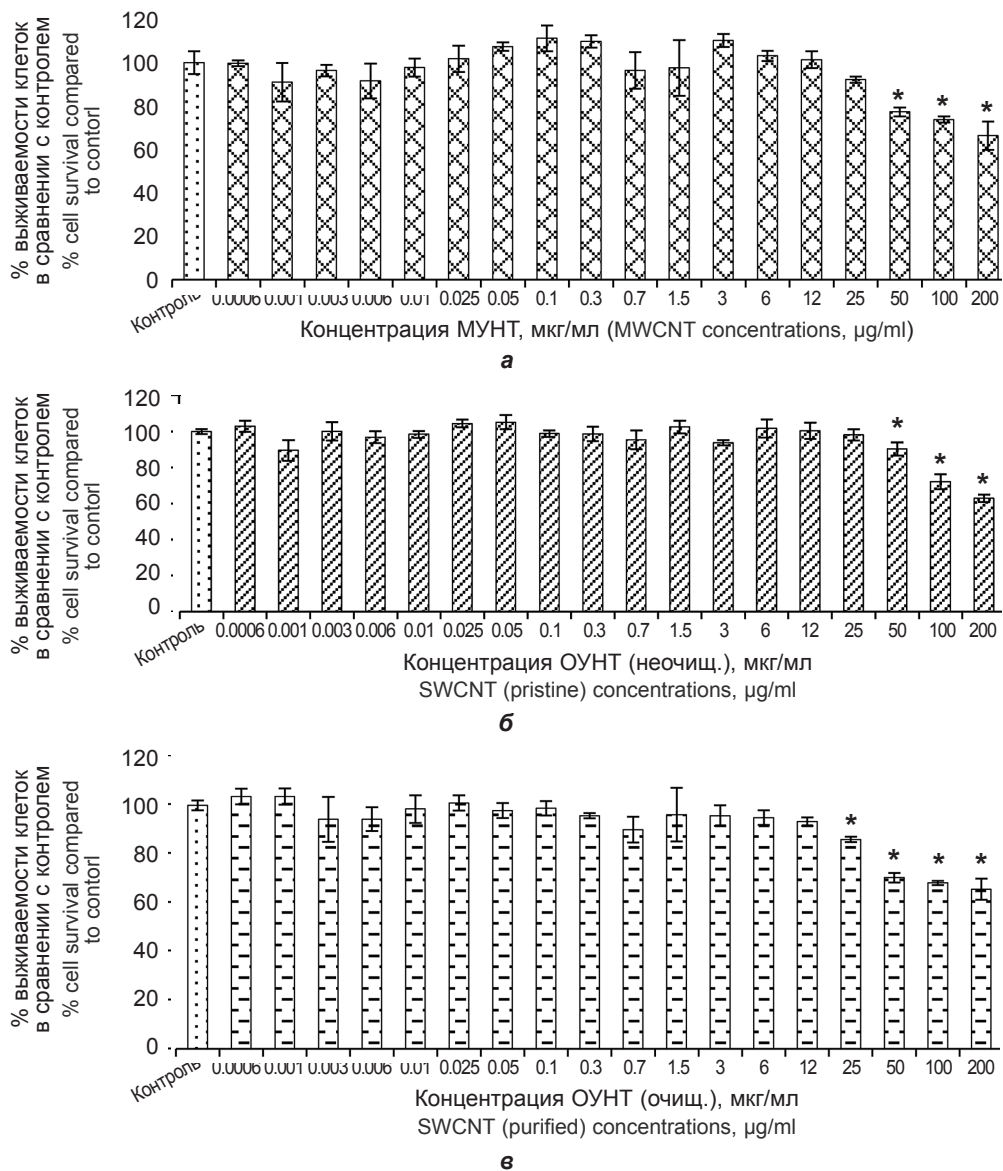 120
100
80
60
40
20
0
% выживаемости клеток
в сравнении с контролем
% cell survival compared
to contorl
* * *
Контроль 0.0006 0.001 0.003 0.006 0.01 0.025 0.05 0.1 0.3 0.7 1.5 3 6 12 25 50 100 200
Концентрация МУНТ, мкг/мл (MWCNT concentrations, µg/ml)
а
120
100
80
60
40
20
0
% выживаемости клеток
в сравнении с контролем
% cell survival compared
to contorl
* * *
Контроль 0.0006 0.001 0.003 0.006 0.01 0.025 0.05 0.1 0.3 0.7 1.5 3 6 12 25 50 100 200
Концентрация ОУНТ (неочищ.), мкг/мл
SWCNT (pristine) concentrations, µg/ml
б
120
100
80
60
40
20
0
% выживаемости клеток
в сравнении с контролем
% cell survival compared
to contorl
* * * *
Контроль 0.0006 0.001 0.003 0.006 0.01 0.025 0.05 0.1 0.3 0.7 1.5 3 6 12 25 50 100 200
Концентрация ОУНТ (очищ.), мкг/мл
SWCNT (purified) concentrations, µg/ml
в